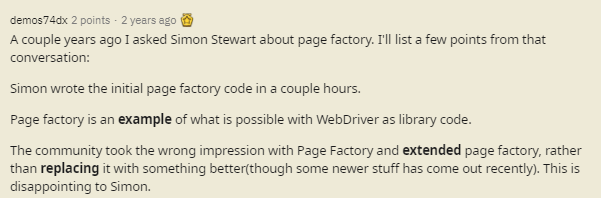 demos74dx 2 points · 2 years ago
A couple years ago I asked Simon Stewart about page factory. I'll list a few points from that
conversation:
Simon wrote the initial page factory code in a couple hours.
Page factory is an example of what is possible with WebDriver as library code.
The community took the wrong impression with Page Factory and extended page factory, rather
than replacing it with something better(though some newer stuff has come out recently). This is
disappointing to Simon.